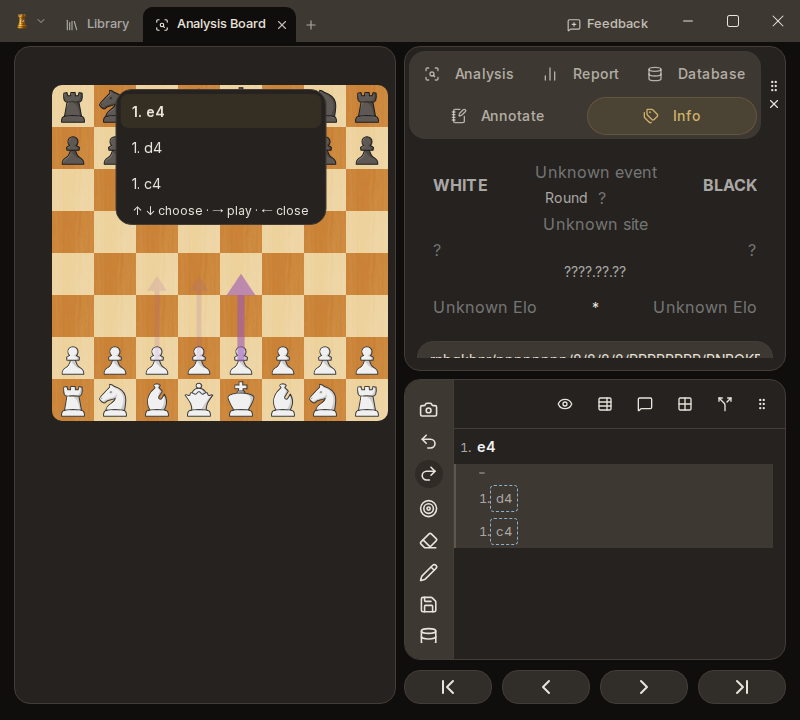 Library
Analysis Board
Feedback
1. e4
1. d4
1. c4
↑ ↓ choose · → play · ← close
Analysis
Report
Database
Annotate
Info
Unknown event
WHITE
Round ?
BLACK
Unknown site
?
?
????.??.??
Unknown Elo
*
Unknown Elo
1. e4
1. d4
1. c4